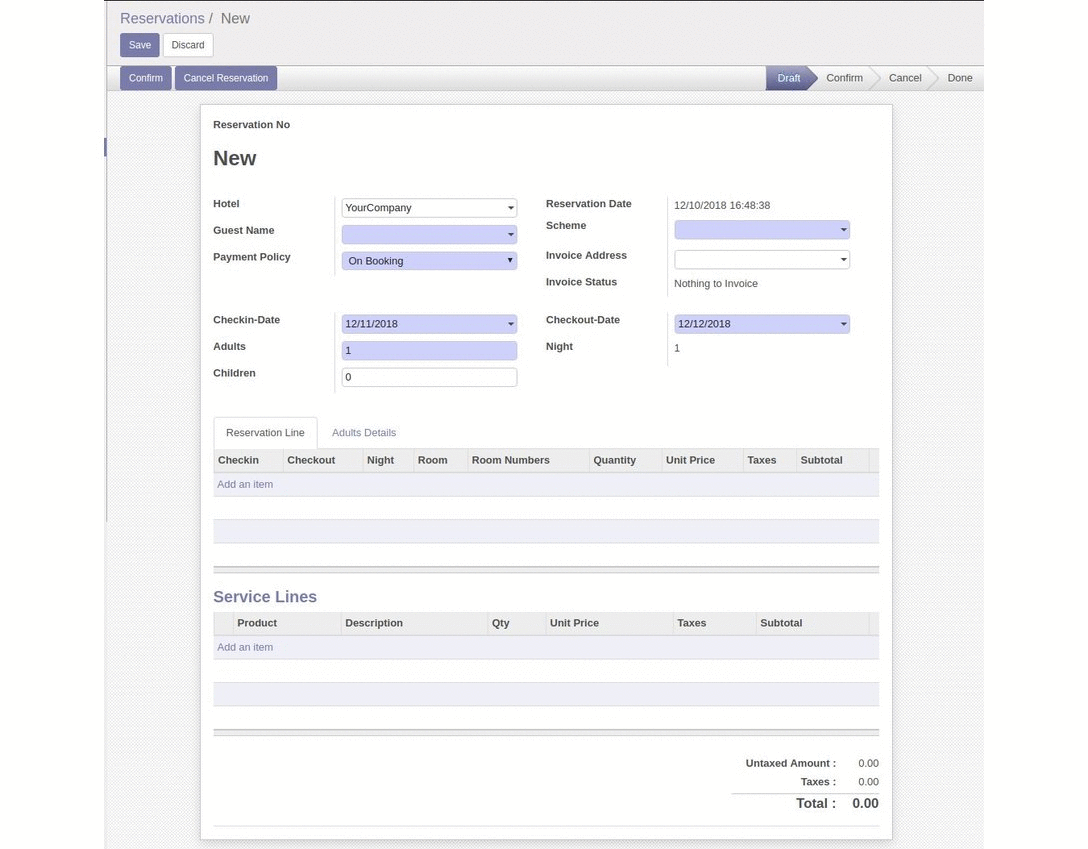 Reservations / New
Save Discard
Confirm Cancel Reservation Draft Confirm Cancel Done
Reservation No
New
Hotel YourCompany Reservation Date 12/10/2018 16:48:38
Guest Name Scheme
Payment Policy On Booking Invoice Address
Invoice Status Nothing to Invoice
Checkin-Date 12/11/2018 Checkout-Date 12/12/2018
Adults 1 Night 1
Children 0
Reservation Line Adults Details
Checkin Checkout Night Room Room Numbers Quantity Unit Price Taxes Subtotal
Add an item
Service Lines
Product Description Qty Unit Price Taxes Subtotal
Add an item
Untaxed Amount : 0.00
Taxes : 0.00
Total : 0.00